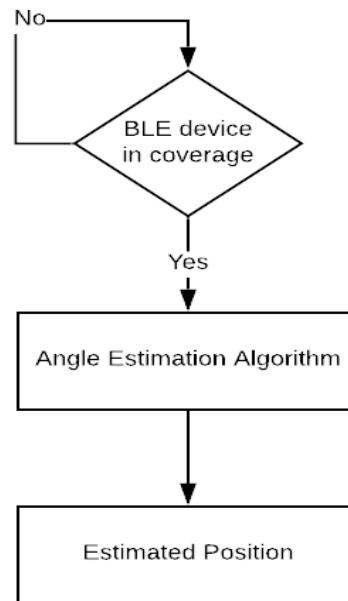 No
BLE device
in coverage
Yes
Angle Estimation Algorithm
Estimated Position